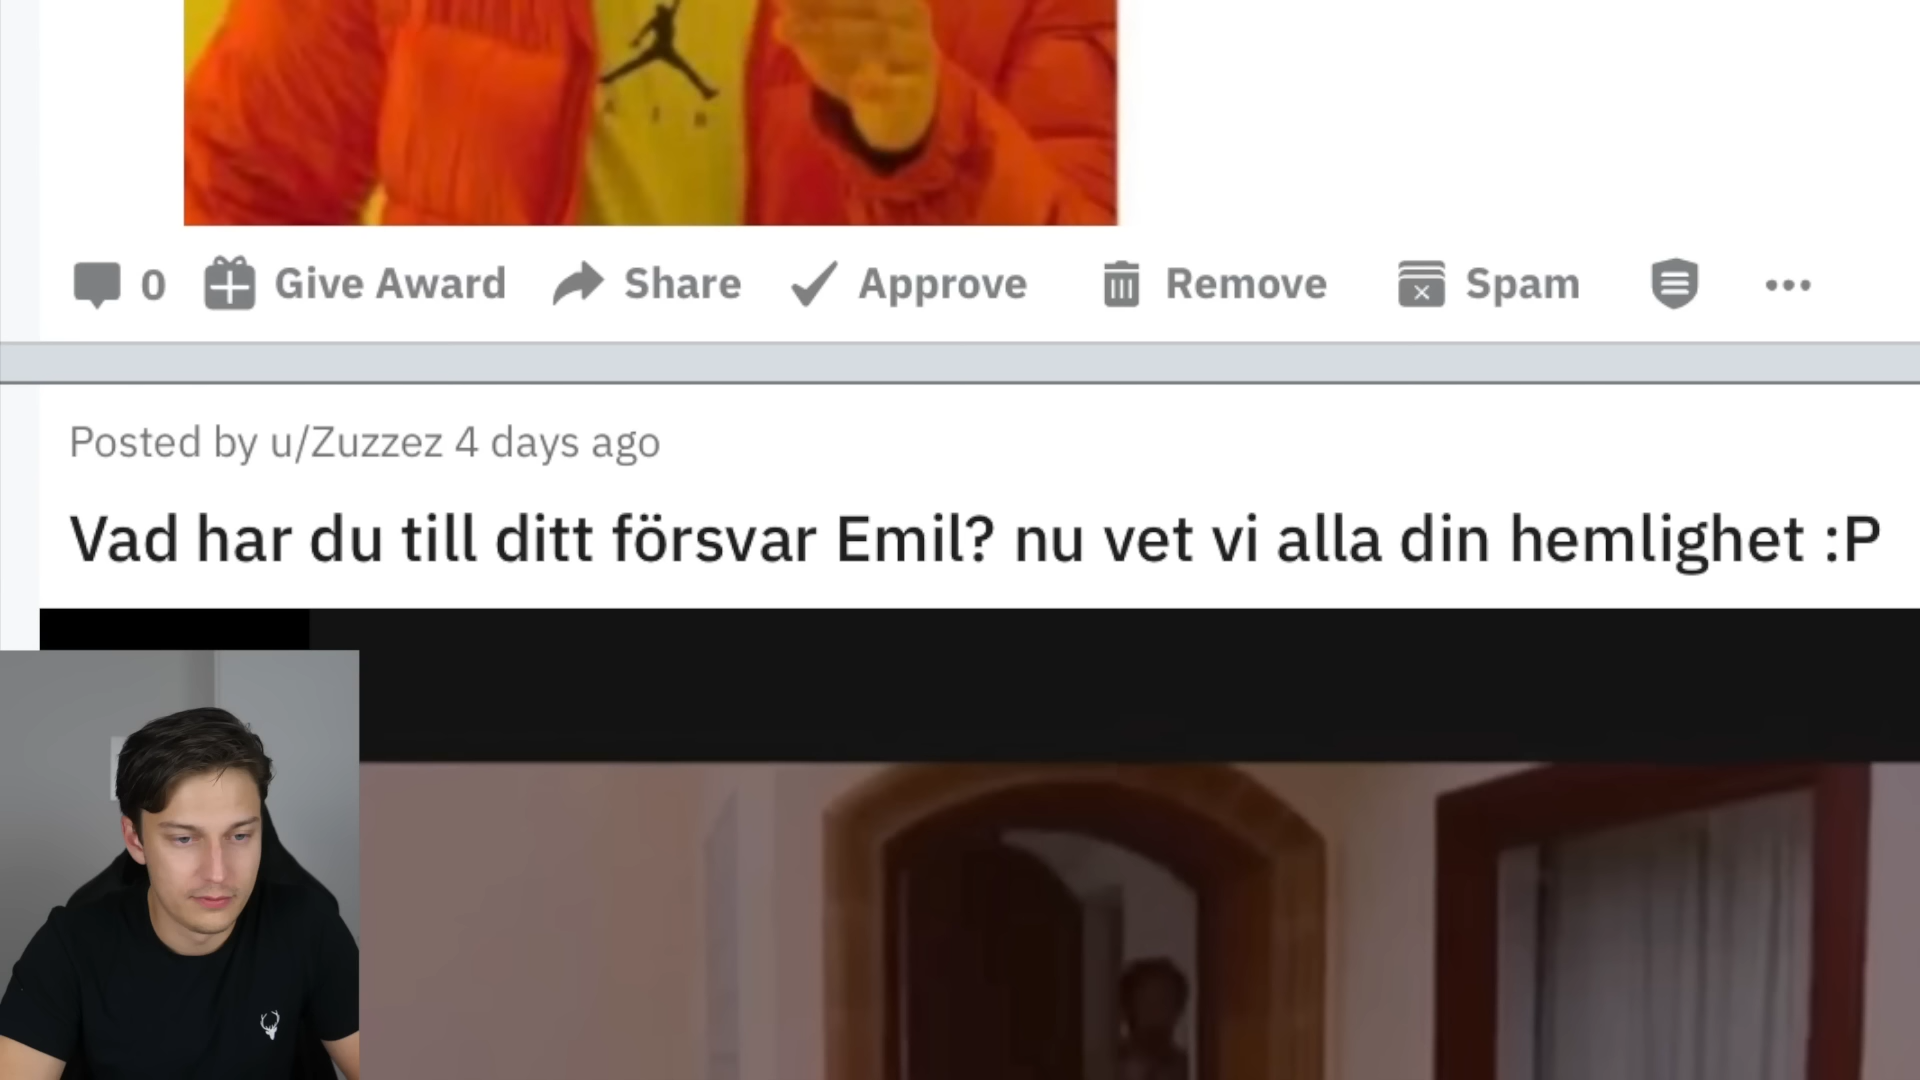 A I R
0 Give Award Share Approve Remove Spam
Posted by u/Zuzzez 4 days ago
Vad har du till ditt försvar Emil? nu vet vi alla din hemlighet :P